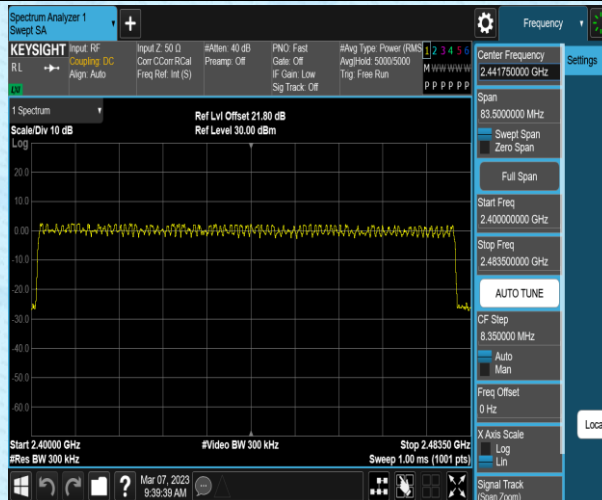 Spectrum Analyzer 1
Swept SA
+
Frequency
KEYSIGHT
RL
LW
Input: RF
Coupling: DC
Align: Auto
Input Z: 50 Ω
Corr CCorr RCal
Freq Ref: Int (S)
#Atten: 40 dB
Preamp: Off
PNO: Fast
Gate: Off
IF Gain: Low
Sig Track: Off
#Avg Type: Power (RMS
Avg|Hold: 5000/5000
Trig: Free Run
1 2 3 4 5 6
M W W W W W
P P P P P P
1 Spectrum
Scale/Div 10 dB
Log
Ref Lvl Offset 21.80 dB
Ref Level 30.00 dBm
20.0
10.0
0.00
-10.0
-20.0
-30.0
-40.0
-50.0
-60.0
Start 2.40000 GHz
#Res BW 300 kHz
#Video BW 300 kHz
Stop 2.48350 GHz
Sweep 1.00 ms (1001 pts)
Center Frequency
2.441750000 GHz
Settings
Span
83.5000000 MHz
Swept Span
Zero Span
Full Span
Start Freq
2.400000000 GHz
Stop Freq
2.483500000 GHz
AUTO TUNE
CF Step
8.350000 MHz
Auto
Man
Freq Offset
0 Hz
Loca
X Axis Scale
Log
Lin
Signal Track
(Span Zoom)
?
Mar 07, 2023
9:39:39 AM